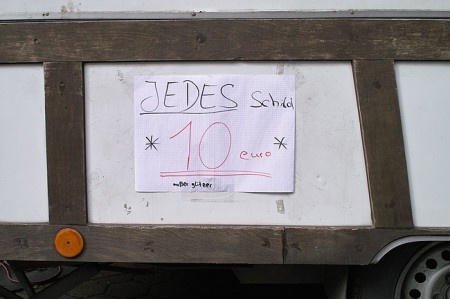 JEDES Schild
* 10 euro *
außer glitzer